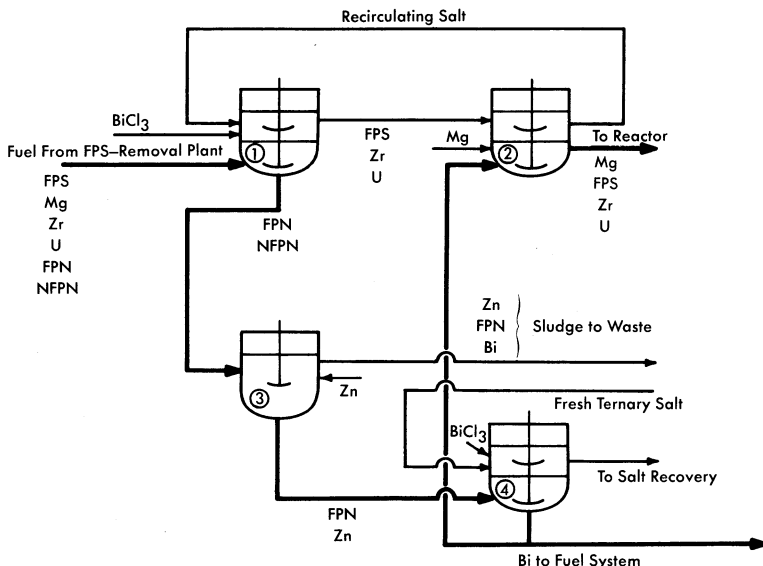 Recirculating Salt
BiCl3
Fuel From FPS–Removal Plant
FPS
Mg
Zr
U
FPN
NFPN
①
FPS
Zr
U
Mg
②
To Reactor
Mg
FPS
Zr
U
FPN
NFPN
③
Zn
Zn
FPN
Bi
Sludge to Waste
Fresh Ternary Salt
BiCl3
④
To Salt Recovery
FPN
Zn
Bi to Fuel System